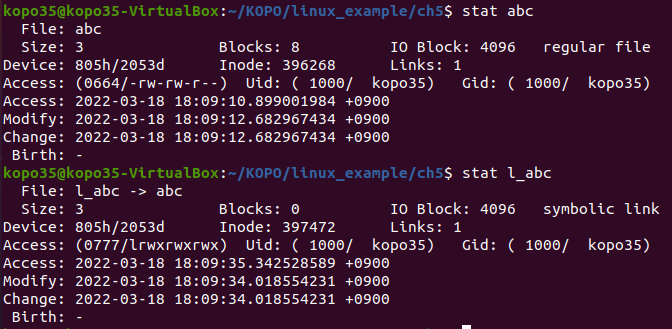 kopo35@kopo35-VirtualBox:~/KOPO/linux_example/ch5$ stat abc
  File: abc
  Size: 3         	Blocks: 8          IO Block: 4096   regular file
Device: 805h/2053d	Inode: 396268      Links: 1
Access: (0664/-rw-rw-r--)  Uid: ( 1000/  kopo35)   Gid: ( 1000/  kopo35)
Access: 2022-03-18 18:09:10.899001984 +0900
Modify: 2022-03-18 18:09:12.682967434 +0900
Change: 2022-03-18 18:09:12.682967434 +0900
 Birth: -
kopo35@kopo35-VirtualBox:~/KOPO/linux_example/ch5$ stat l_abc
  File: l_abc -> abc
  Size: 3         	Blocks: 0          IO Block: 4096   symbolic link
Device: 805h/2053d	Inode: 397472      Links: 1
Access: (0777/lrwxrwxrwx)  Uid: ( 1000/  kopo35)   Gid: ( 1000/  kopo35)
Access: 2022-03-18 18:09:35.342528589 +0900
Modify: 2022-03-18 18:09:34.018554231 +0900
Change: 2022-03-18 18:09:34.018554231 +0900
 Birth: -